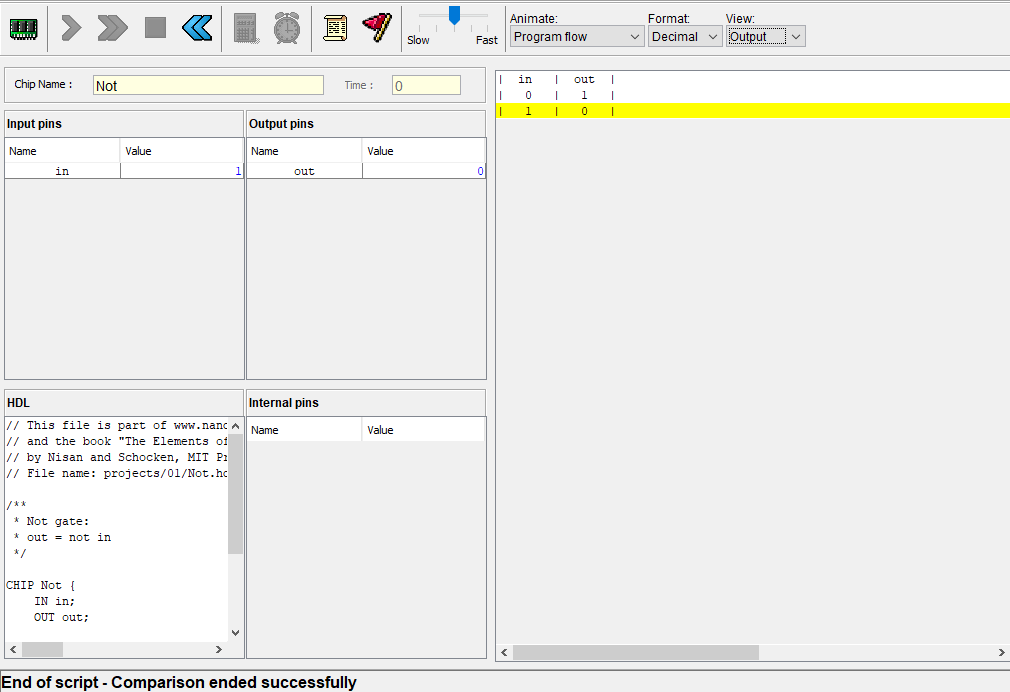 Slow Fast
Animate: Format: View:
Program flow Decimal Output
Chip Name : Not Time : 0
Input pins
Name Value
in 1
Output pins
Name Value
out 0
HDL
// This file is part of www.nand
// and the book "The Elements of
// by Nisan and Schocken, MIT Pr
// File name: projects/01/Not.hd
/**
* Not gate:
* out = not in
*/
CHIP Not {
IN in;
OUT out;
Internal pins
Name Value
| in | out |
| 0 | 1 |
| 1 | 0 |
End of script - Comparison ended successfully